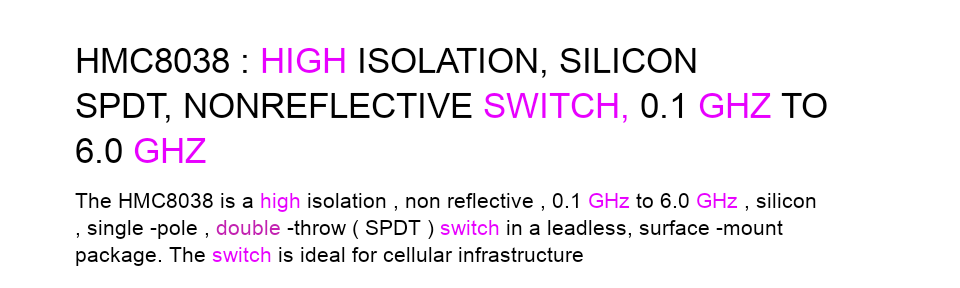 HMC8038 : HIGH ISOLATION, SILICON
SPDT, NONREFLECTIVE SWITCH, 0.1 GHZ TO
6.0 GHZ
The HMC8038 is a high isolation , non reflective , 0.1 GHz to 6.0 GHz , silicon
, single -pole , double -throw ( SPDT ) switch in a leadless, surface -mount
package. The switch is ideal for cellular infrastructure